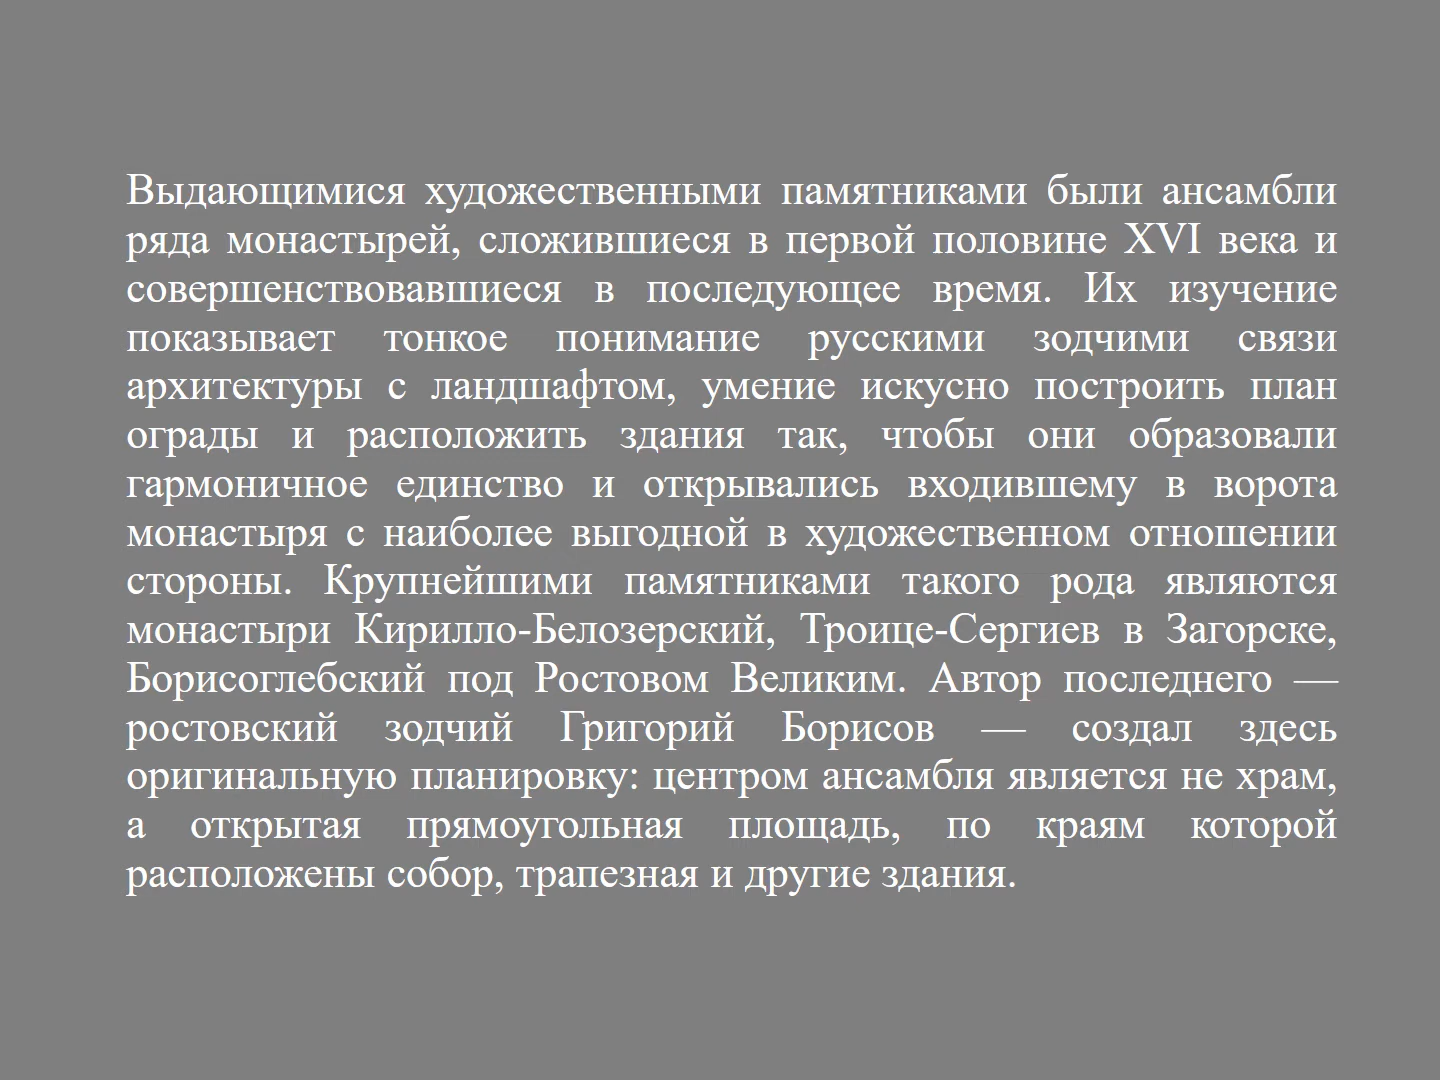 Выдающимися художественными памятниками были ансамбли
ряда монастырей, сложившиеся в первой половине XVI века и
совершенствовавшиеся в последующее время. Их изучение
показывает тонкое понимание русскими зодчими связи
архитектуры с ландшафтом, умение искусно построить план
ограды и расположить здания так, чтобы они образовали
гармоничное единство и открывались входившему в ворота
монастыря с наиболее выгодной в художественном отношении
стороны. Крупнейшими памятниками такого рода являются
монастыри Кирилло-Белозерский, Троице-Сергиев в Загорске,
Борисоглебский под Ростовом Великим. Автор последнего —
ростовский зодчий Григорий Борисов — создал здесь
оригинальную планировку: центром ансамбля является не храм,
а открытая прямоугольная площадь, по краям которой
расположены собор, трапезная и другие здания.